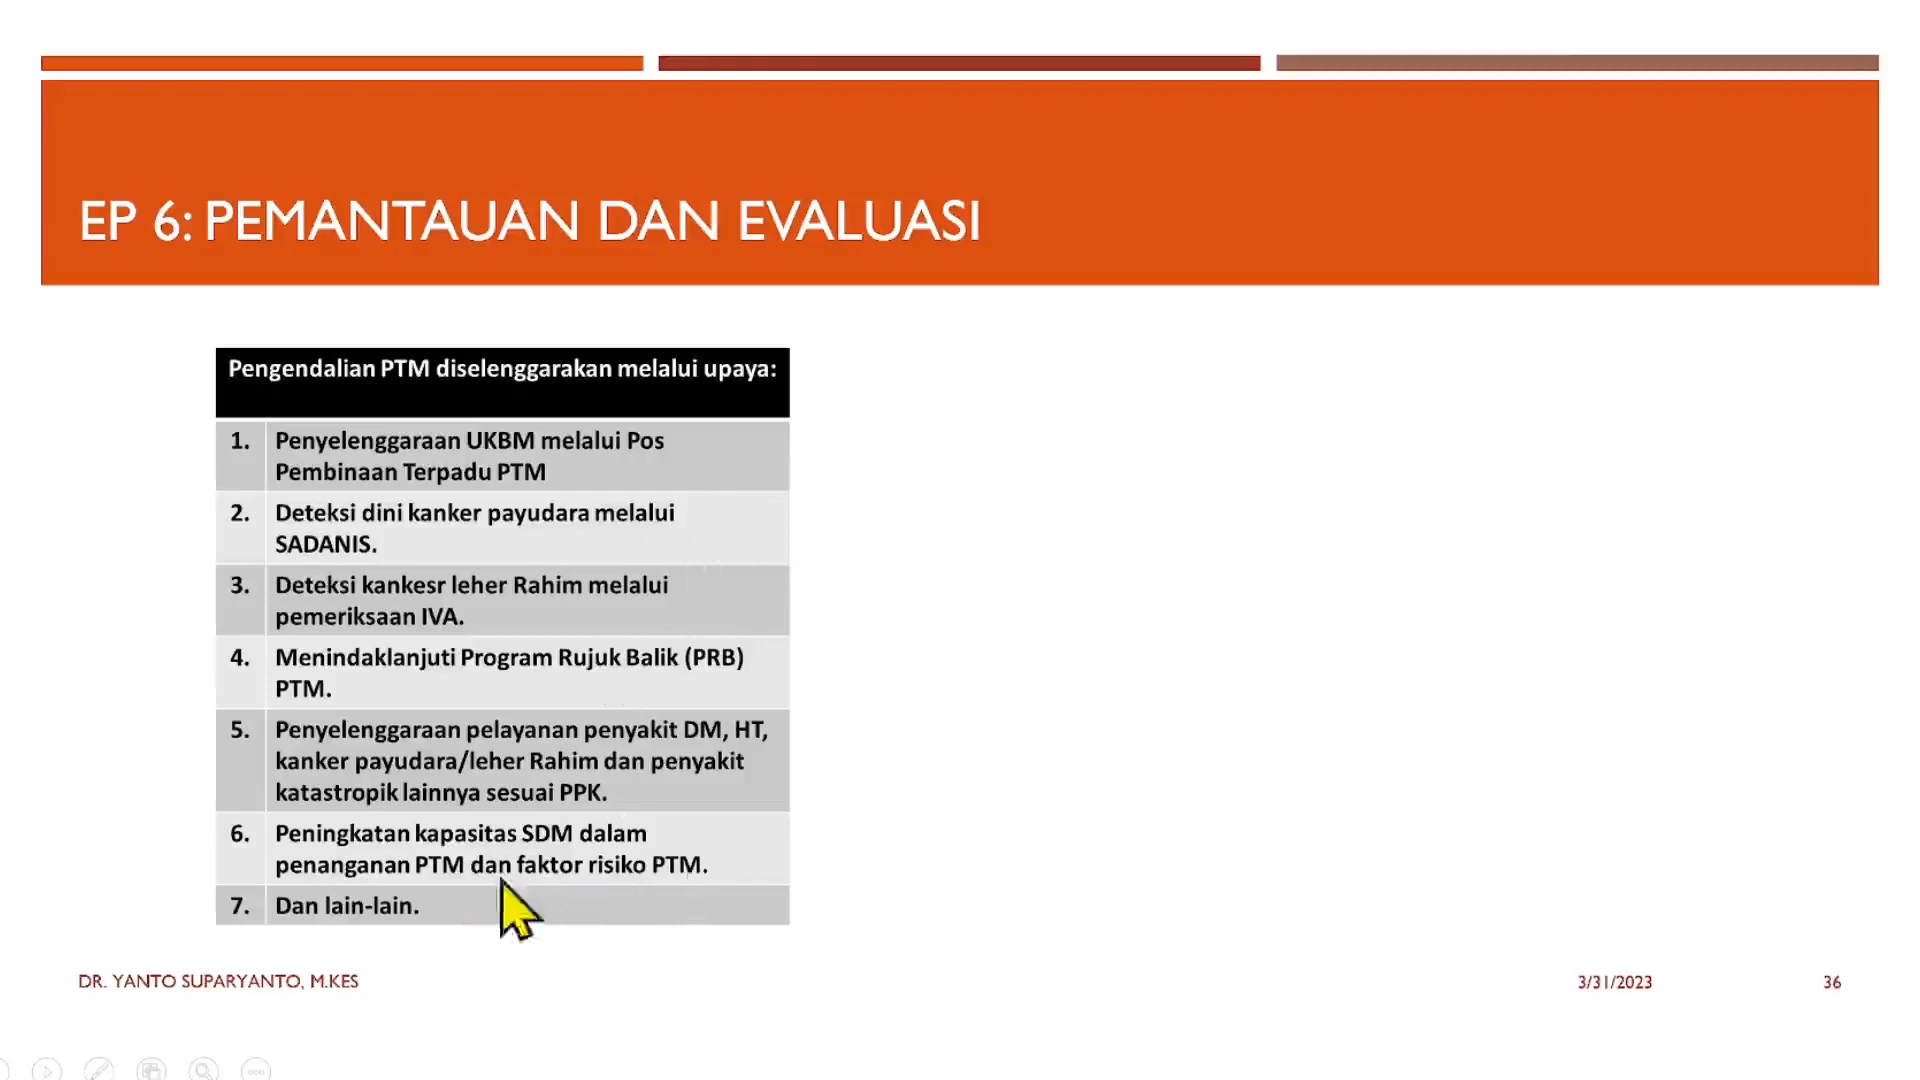 EP 6: PEMANTAUAN DAN EVALUASI
Pengendalian PTM diselenggarakan melalui upaya:
1. Penyelenggaraan UKBM melalui Pos
Pembinaan Terpadu PTM
2. Deteksi dini kanker payudara melalui
SADANIS.
3. Deteksi kankesr leher Rahim melalui
pemeriksaan IVA.
4. Menindaklanjuti Program Rujuk Balik (PRB)
PTM.
5. Penyelenggaraan pelayanan penyakit DM, HT,
kanker payudara/leher Rahim dan penyakit
katastropik lainnya sesuai PPK.
6. Peningkatan kapasitas SDM dalam
penanganan PTM dan faktor risiko PTM.
7. Dan lain-lain.
DR. YANTO SUPARYANTO, M.KES
3/31/2023
36